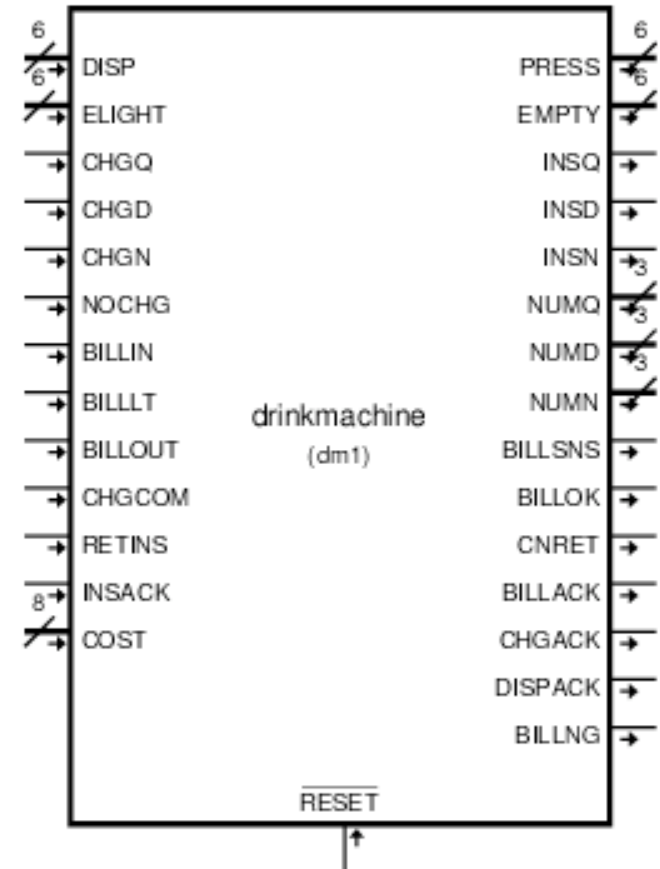 6 6
DISP PRESS
6 6
ELIGHT EMPTY
CHGQ INSQ
CHGD INSD
CHGN INSN
3
NOCHG NUMQ
3
BILLIN NUMD
3
BILLLT NUMN
drinkmachine
BILLOUT (dm1) BILLSNS
CHGCOM BILLOK
RETINS CNRET
INSACK BILLACK
8
COST CHGACK
DISPACK
BILLNG
RESET